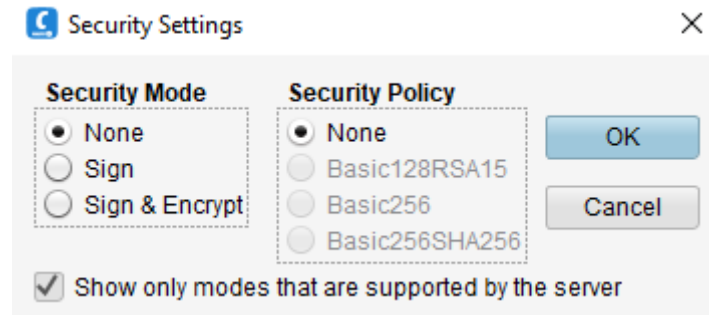 Security Settings
Security Mode
None
Sign
Sign & Encrypt
Security Policy
None
Basic128RSA15
Basic256
Basic256SHA256
OK
Cancel
Show only modes that are supported by the server